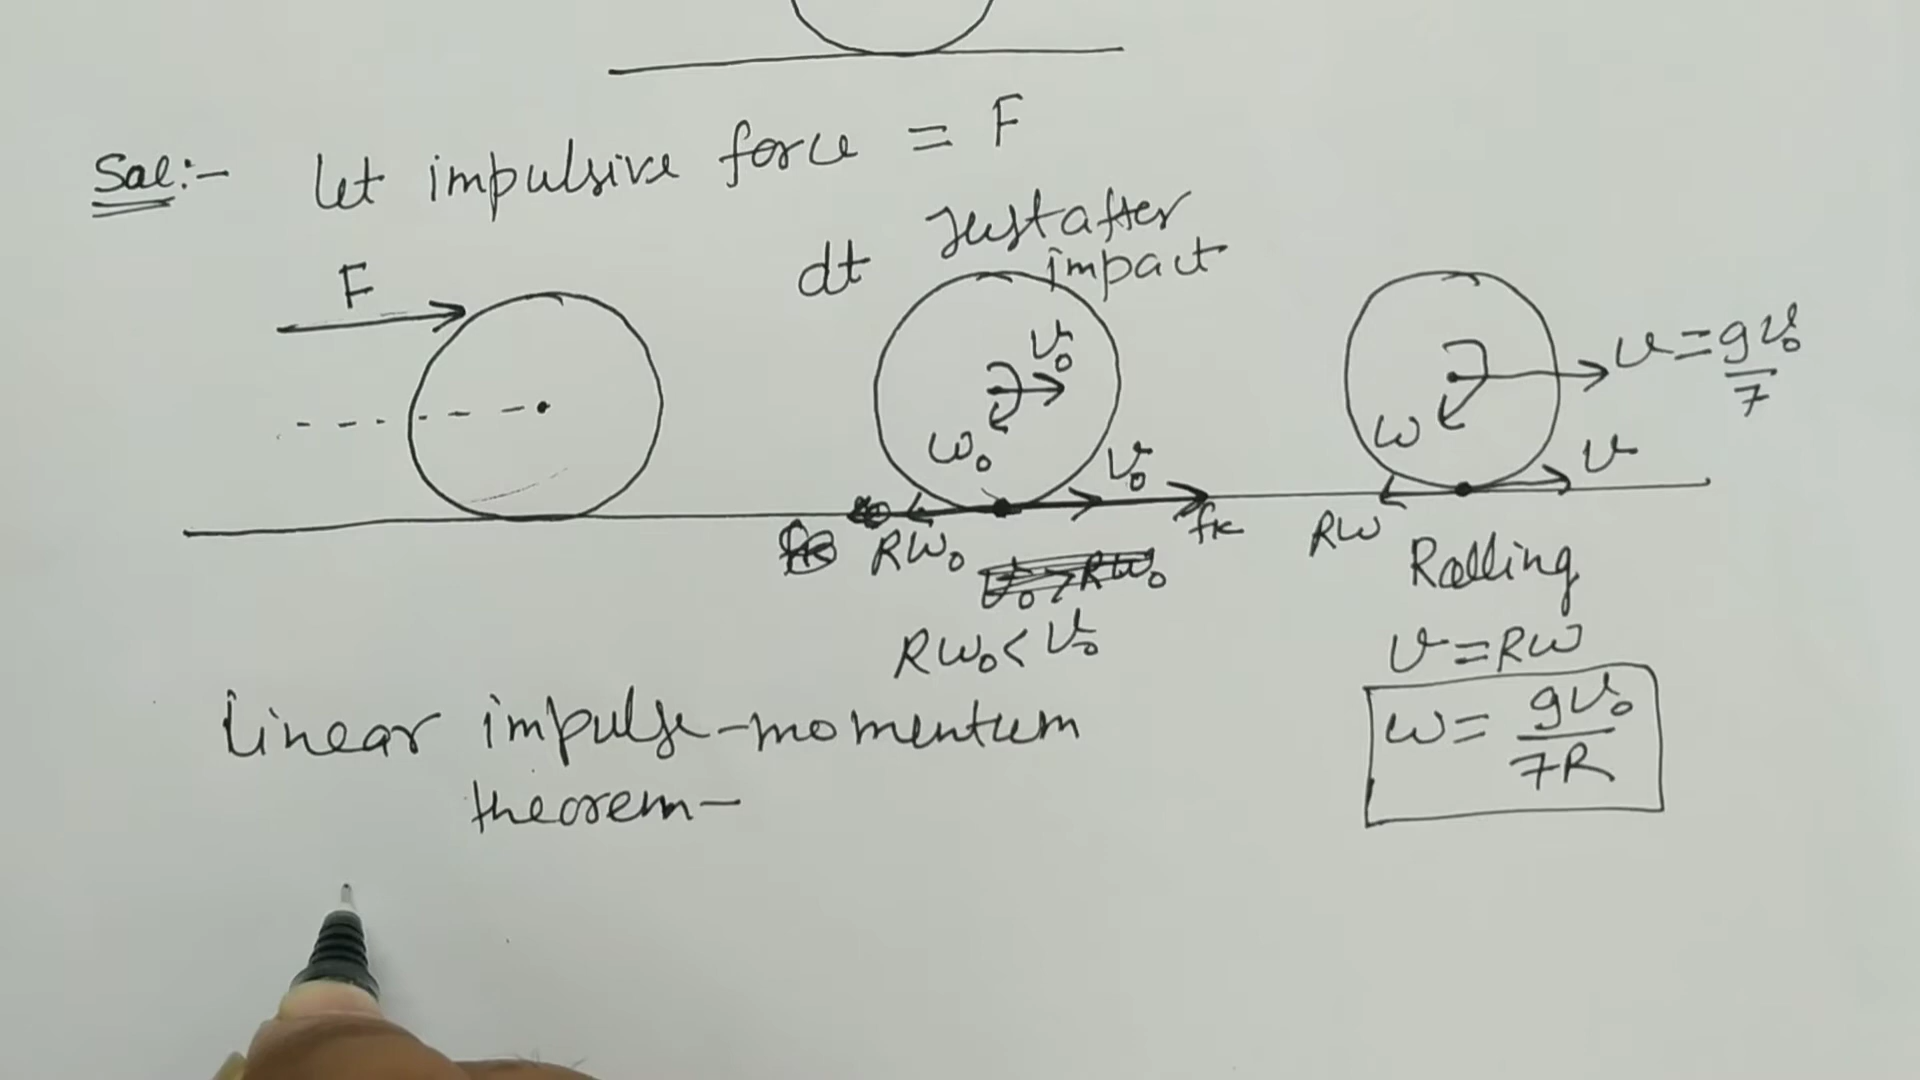 Sol:- Let impulsive force = F
F
dt Just after
impact
v₀
ω₀
v₀
Rω₀
fk
Rω₀ < v₀
v = 9v₀/7
ω
v
Rω
Rolling
v = Rω
ω = 9v₀/7R
Linear impulse-momentum
theorem-